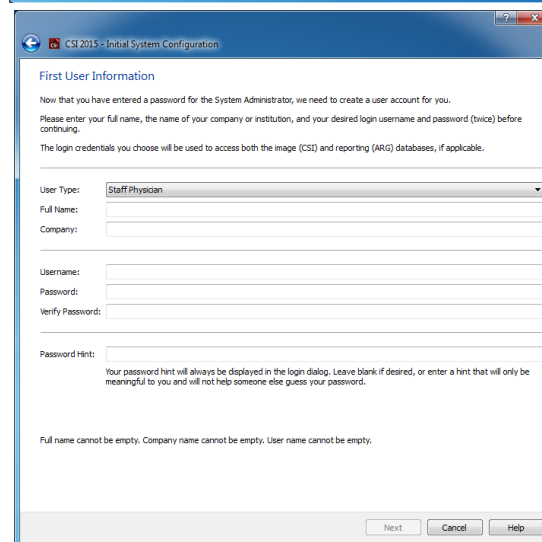 CSI 2015 - Initial System Configuration
First User Information
Now that you have entered a password for the System Administrator, we need to create a user account for you.
Please enter your full name, the name of your company or institution, and your desired login username and password (twice) before
continuing.
The login credentials you choose will be used to access both the image (CSI) and reporting (ARG) databases, if applicable.
User Type: Staff Physician
Full Name:
Company:
Username:
Password:
Verify Password:
Password Hint:
Your password hint will always be displayed in the login dialog. Leave blank if desired, or enter a hint that will only be
meaningful to you and will not help someone else guess your password.
Full name cannot be empty. Company name cannot be empty. User name cannot be empty.
Next Cancel Help